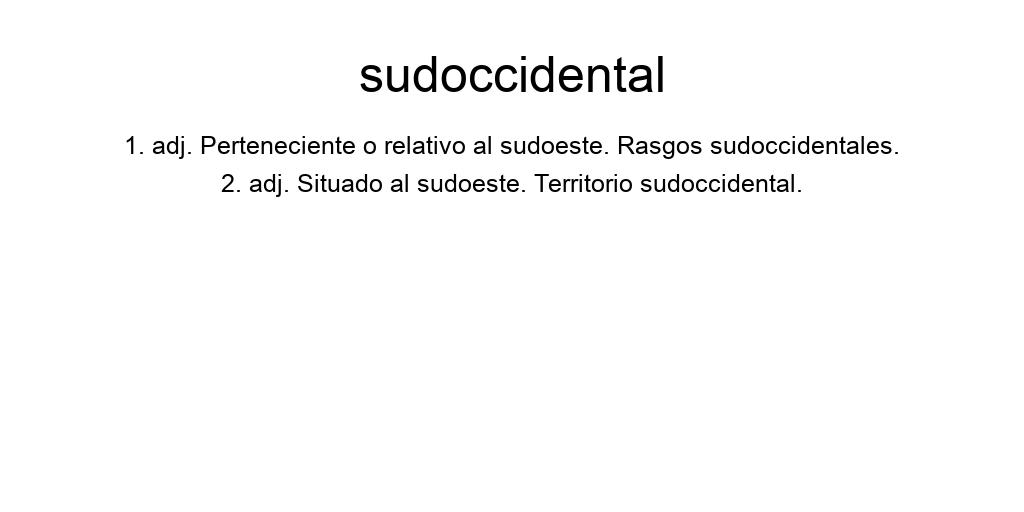 sudoccidental
1. adj. Perteneciente o relativo al sudoeste. Rasgos sudoccidentales.
2. adj. Situado al sudoeste. Territorio sudoccidental.